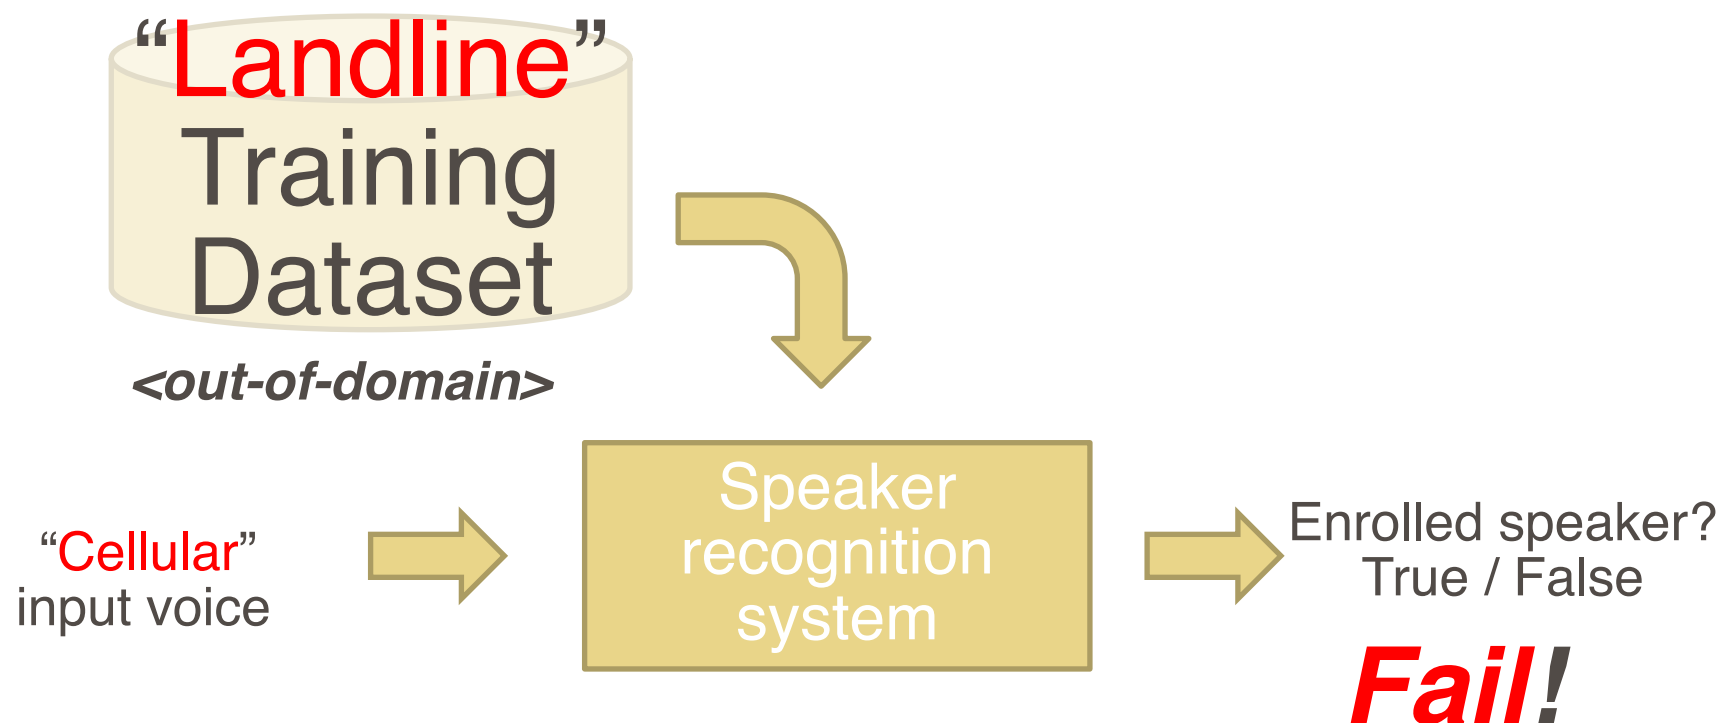 “Landline”
Training
Dataset
<out-of-domain>
“Cellular”
input voice
Speaker
recognition
system
Enrolled speaker?
True / False
Fail!